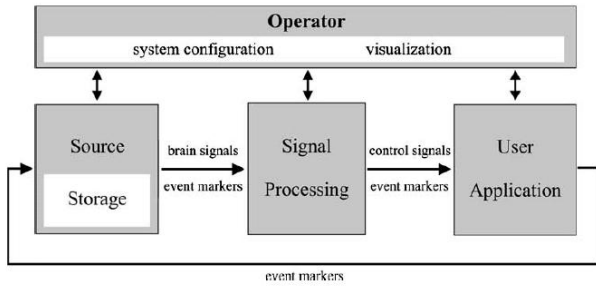 Operator
system configuration visualization
Source
Storage
brain signals
event markers
Signal
Processing
control signals
event markers
User
Application
event markers